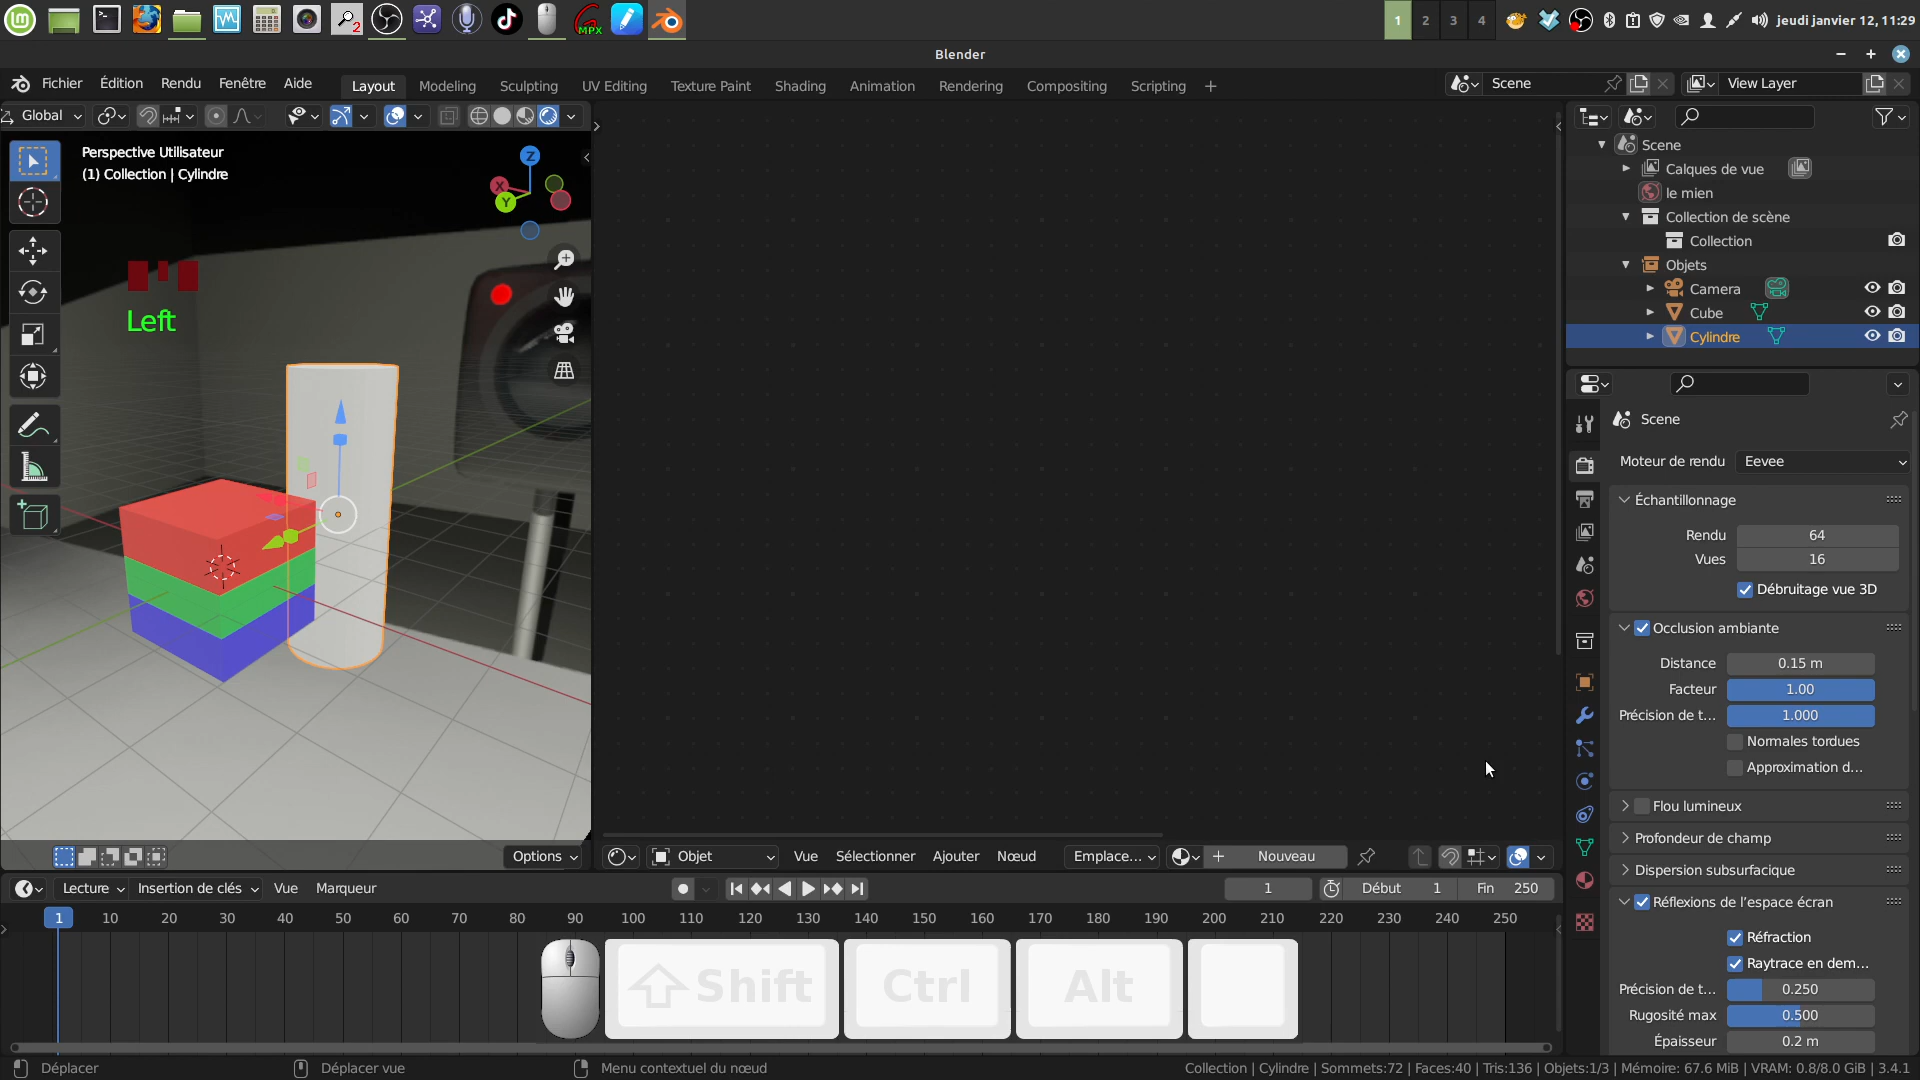 2
MPX
1 2 3 4
jeudi janvier 12, 11:29
Blender
Fichier Édition Rendu Fenêtre Aide
Layout Modeling Sculpting UV Editing Texture Paint Shading Animation Rendering Compositing Scripting +
Scene
View Layer
Global
Perspective Utilisateur
(1) Collection | Cylindre
Z
X
Y
Left
Scene
Calques de vue
le mien
Collection de scène
Collection
Objets
Camera
Cube
Cylindre
Scene
Moteur de rendu Eevee
Échantillonnage
Rendu 64
Vues 16
Débruitage vue 3D
Occlusion ambiante
Distance 0.15 m
Facteur 1.00
Précision de t... 1.000
Normales tordues
Approximation d...
Flou lumineux
Profondeur de champ
Dispersion subsurfacique
Réflexions de l'espace écran
Réfraction
Raytrace en dem...
Précision de t... 0.250
Rugosité max 0.500
Épaisseur 0.2 m
Options
Objet Vue Sélectionner Ajouter Nœud Emplace... + Nouveau
Lecture Insertion de clés Vue Marqueur
1 Début 1 Fin 250
1 10 20 30 40 50 60 70 80 90 100 110 120 130 140 150 160 170 180 190 200 210 220 230 240 250
Shift Ctrl Alt
Déplacer Déplacer vue Menu contextuel du nœud
Collection | Cylindre | Sommets:72 | Faces:40 | Tris:136 | Objets:1/3 | Mémoire: 67.6 MiB | VRAM: 0.8/8.0 GiB | 3.4.1